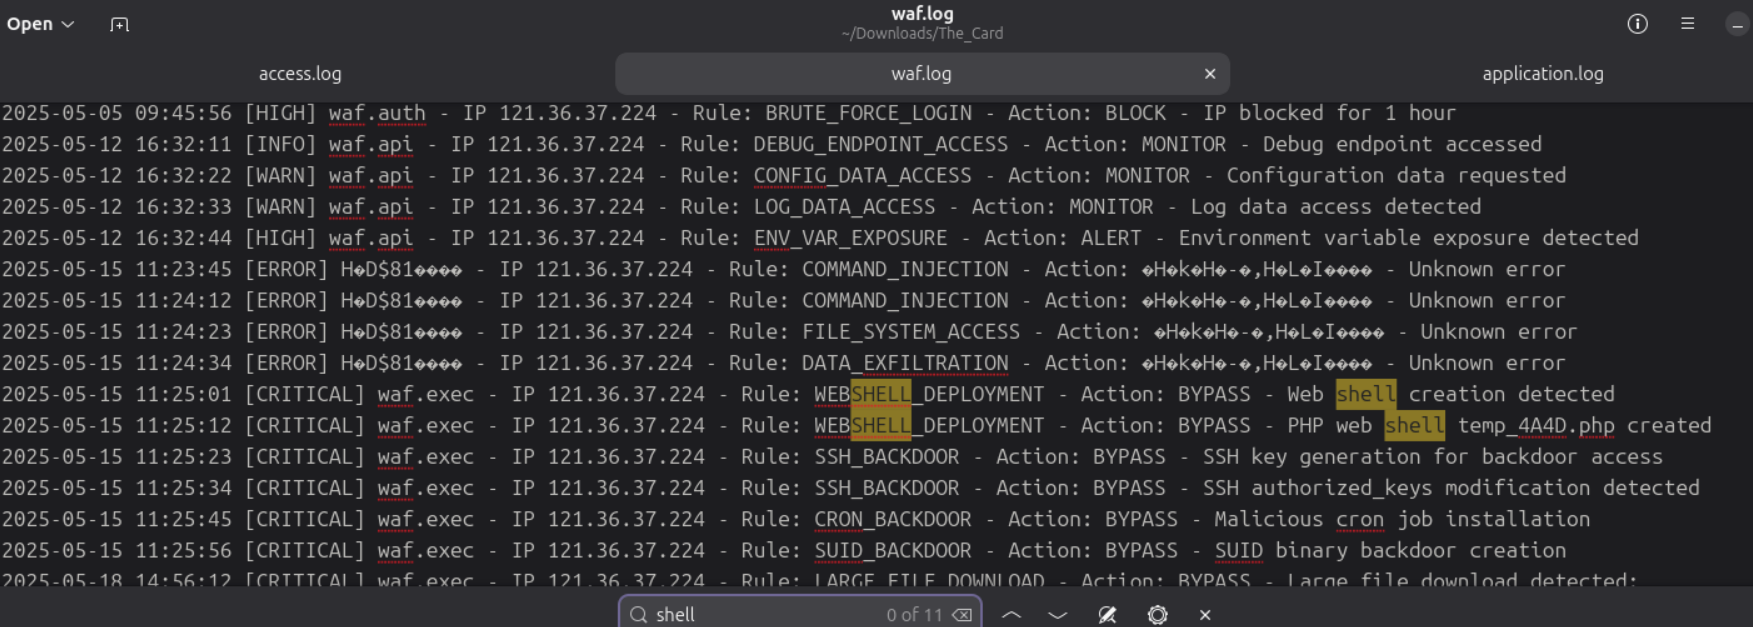 Open
waf.log
~/Downloads/The_Card
access.log
waf.log
application.log
2025-05-05 09:45:56 [HIGH] waf.auth - IP 121.36.37.224 - Rule: BRUTE_FORCE_LOGIN - Action: BLOCK - IP blocked for 1 hour
2025-05-12 16:32:11 [INFO] waf.api - IP 121.36.37.224 - Rule: DEBUG_ENDPOINT_ACCESS - Action: MONITOR - Debug endpoint accessed
2025-05-12 16:32:22 [WARN] waf.api - IP 121.36.37.224 - Rule: CONFIG_DATA_ACCESS - Action: MONITOR - Configuration data requested
2025-05-12 16:32:33 [WARN] waf.api - IP 121.36.37.224 - Rule: LOG_DATA_ACCESS - Action: MONITOR - Log data access detected
2025-05-12 16:32:44 [HIGH] waf.api - IP 121.36.37.224 - Rule: ENV_VAR_EXPOSURE - Action: ALERT - Environment variable exposure detected
2025-05-15 11:23:45 [ERROR] H�D$81���� - IP 121.36.37.224 - Rule: COMMAND_INJECTION - Action: �H�k�H�-�,H�L�I���� - Unknown error
2025-05-15 11:24:12 [ERROR] H�D$81���� - IP 121.36.37.224 - Rule: COMMAND_INJECTION - Action: �H�k�H�-�,H�L�I���� - Unknown error
2025-05-15 11:24:23 [ERROR] H�D$81���� - IP 121.36.37.224 - Rule: FILE_SYSTEM_ACCESS - Action: �H�k�H�-�,H�L�I���� - Unknown error
2025-05-15 11:24:34 [ERROR] H�D$81���� - IP 121.36.37.224 - Rule: DATA_EXFILTRATION - Action: �H�k�H�-�,H�L�I���� - Unknown error
2025-05-15 11:25:01 [CRITICAL] waf.exec - IP 121.36.37.224 - Rule: WEBSHELL_DEPLOYMENT - Action: BYPASS - Web shell creation detected
2025-05-15 11:25:12 [CRITICAL] waf.exec - IP 121.36.37.224 - Rule: WEBSHELL_DEPLOYMENT - Action: BYPASS - PHP web shell temp_4A4D.php created
2025-05-15 11:25:23 [CRITICAL] waf.exec - IP 121.36.37.224 - Rule: SSH_BACKDOOR - Action: BYPASS - SSH key generation for backdoor access
2025-05-15 11:25:34 [CRITICAL] waf.exec - IP 121.36.37.224 - Rule: SSH_BACKDOOR - Action: BYPASS - SSH authorized_keys modification detected
2025-05-15 11:25:45 [CRITICAL] waf.exec - IP 121.36.37.224 - Rule: CRON_BACKDOOR - Action: BYPASS - Malicious cron job installation
2025-05-15 11:25:56 [CRITICAL] waf.exec - IP 121.36.37.224 - Rule: SUID_BACKDOOR - Action: BYPASS - SUID binary backdoor creation
2025-05-18 14:56:12 [CRITICAL] waf.exec - IP 121.36.37.224 - Rule: LARGE_FILE_DOWNLOAD - Action: BYPASS - Large file download detected:
shell
0 of 11